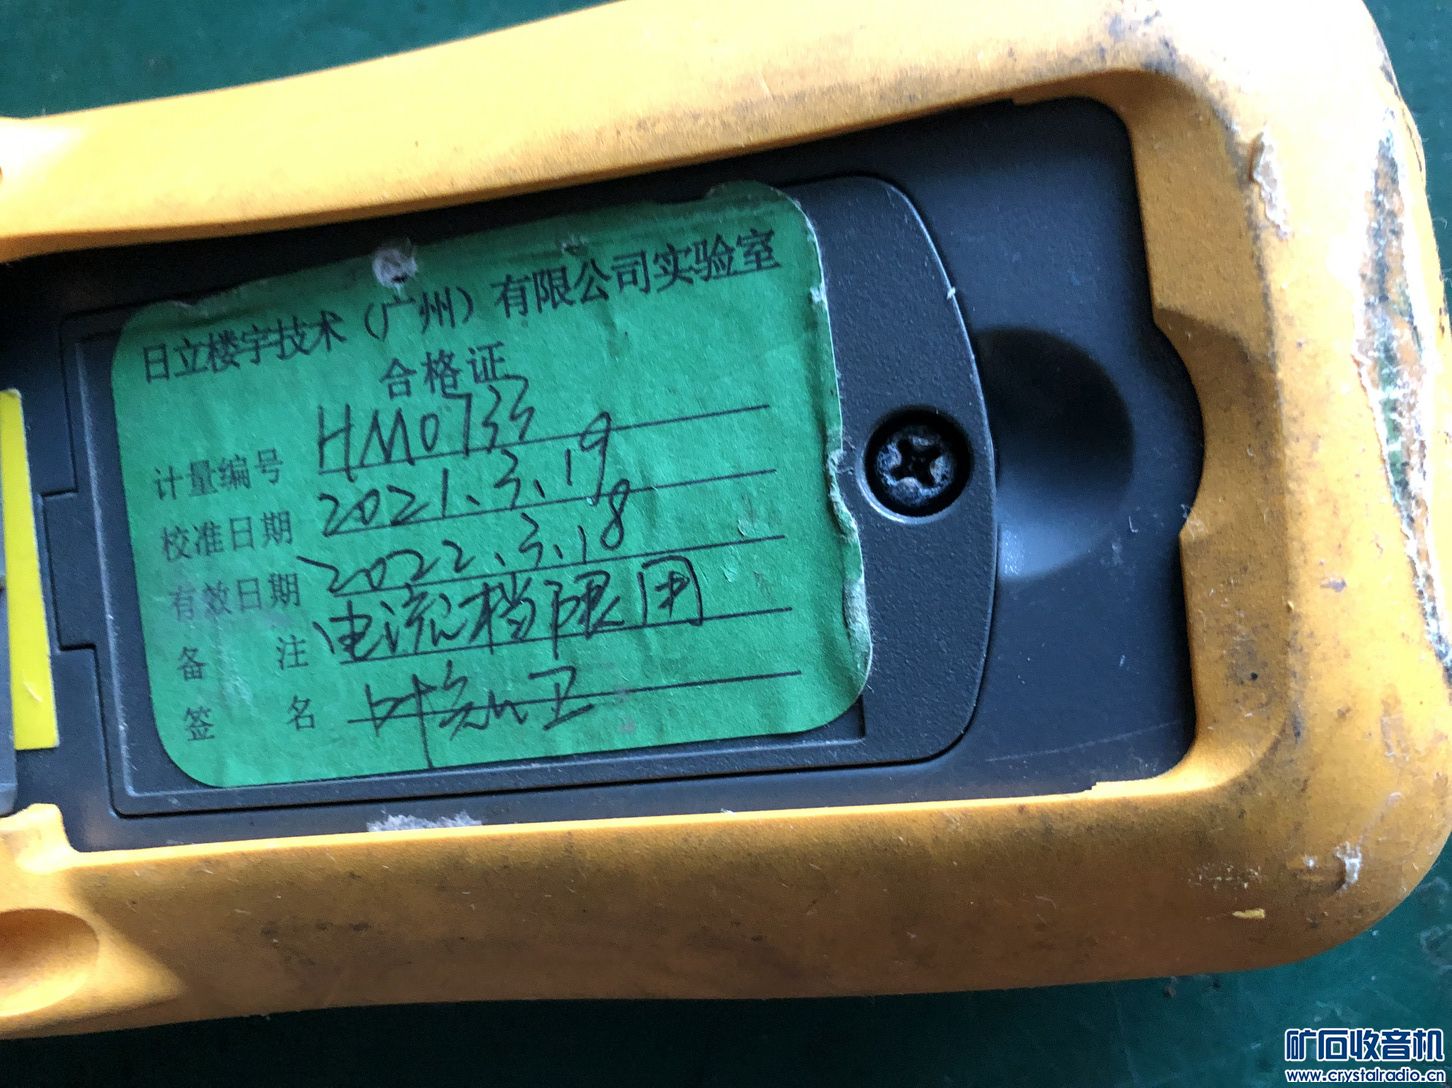 日立楼宇技术（广州）有限公司实验室
合格证
计量编号 HM0733
校准日期 2021.3.19
有效日期 2022.3.18
备注 电流档限用
签名 叶
矿石收音机
www.crystalradio.cn